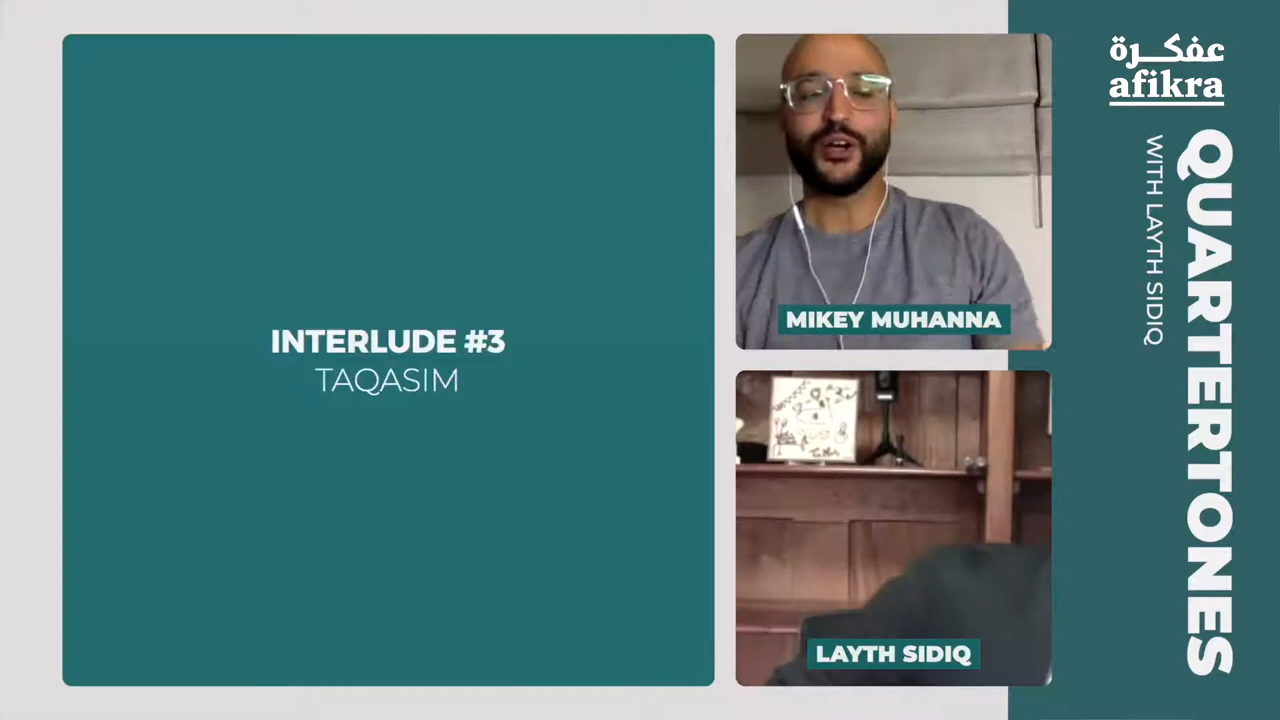 INTERLUDE #3
TAQASIM
MIKEY MUHANNA
LAYTH SIDIQ
عفكرة
afikra
QUARTERTONES
WITH LAYTH SIDIQ